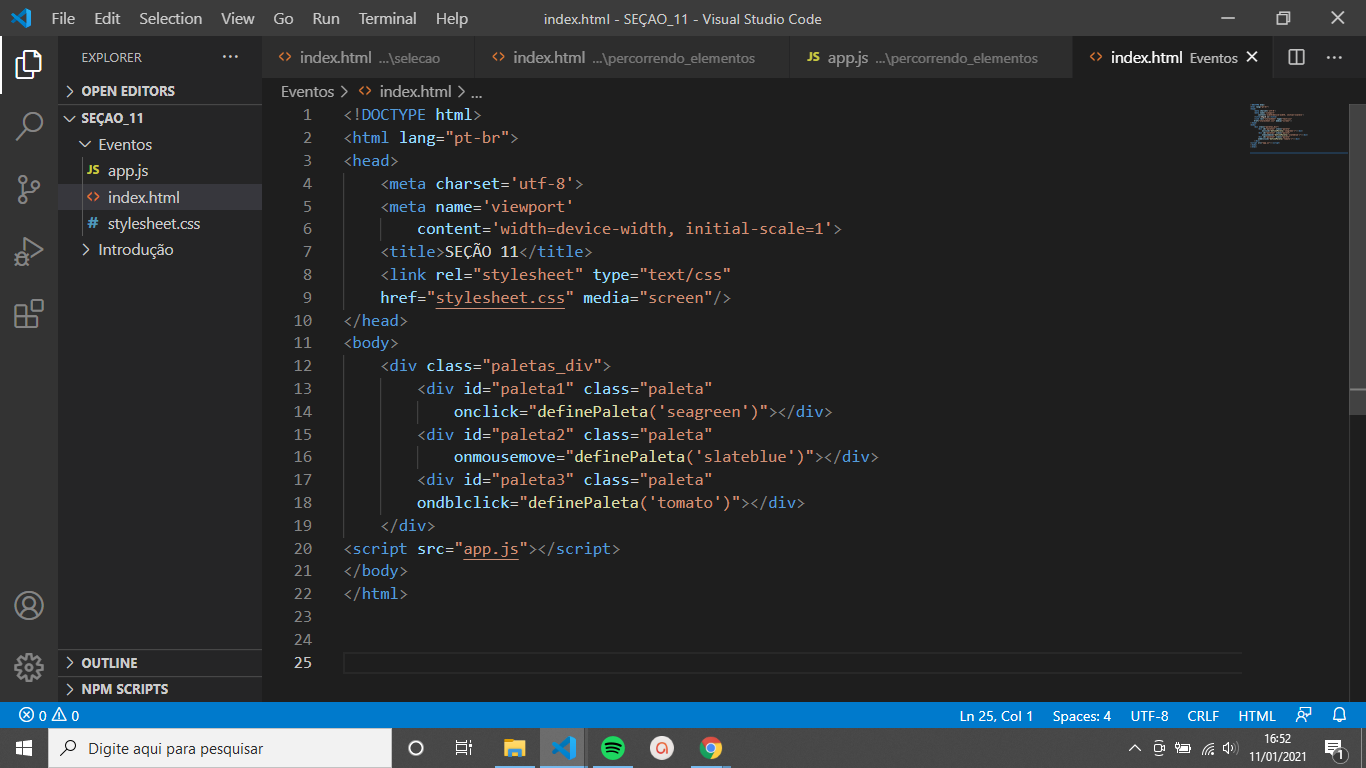 File Edit Selection View Go Run Terminal Help index.html - SEÇAO_11 - Visual Studio Code
EXPLORER ···
index.html ...\selecao index.html ...\percorrendo_elementos JS app.js ...\percorrendo_elementos index.html Eventos
OPEN EDITORS
SEÇAO_11
Eventos
JS app.js
index.html
# stylesheet.css
Introdução
OUTLINE
NPM SCRIPTS
Eventos > index.html > ...
1 <!DOCTYPE html>
2 <html lang="pt-br">
3 <head>
4 <meta charset='utf-8'>
5 <meta name='viewport'
6 content='width=device-width, initial-scale=1'>
7 <title>SEÇÃO 11</title>
8 <link rel="stylesheet" type="text/css"
9 href="stylesheet.css" media="screen"/>
10 </head>
11 <body>
12 <div class="paletas_div">
13 <div id="paleta1" class="paleta"
14 onclick="definePaleta('seagreen')"></div>
15 <div id="paleta2" class="paleta"
16 onmousemove="definePaleta('slateblue')"></div>
17 <div id="paleta3" class="paleta"
18 ondblclick="definePaleta('tomato')"></div>
19 </div>
20 <script src="app.js"></script>
21 </body>
22 </html>
23
24
25
0 0 Ln 25, Col 1 Spaces: 4 UTF-8 CRLF HTML
Digite aqui para pesquisar
16:52
11/01/2021
1